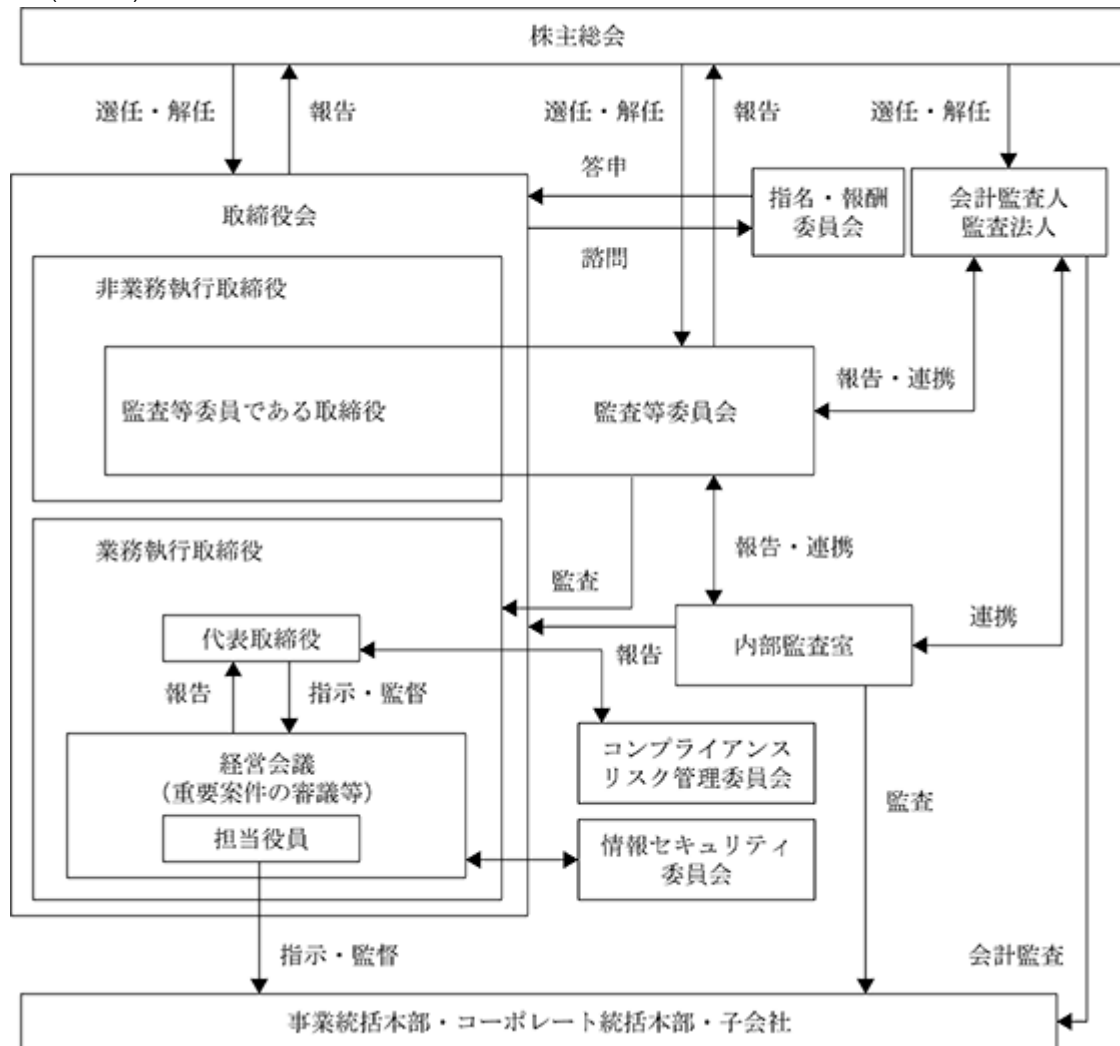 株主総会
選任・解任
報告
選任・解任
報告
選任・解任
答申
諮問
指名・報酬
委員会
会計監査人
監査法人
取締役会
非業務執行取締役
監査等委員である取締役
監査等委員会
報告・連携
業務執行取締役
監査
報告・連携
代表取締役
報告
内部監査室
連携
報告
指示・監督
経営会議
（重要案件の審議等）
担当役員
コンプライアンス
リスク管理委員会
監査
情報セキュリティ
委員会
指示・監督
会計監査
事業統括本部・コーポレート統括本部・子会社